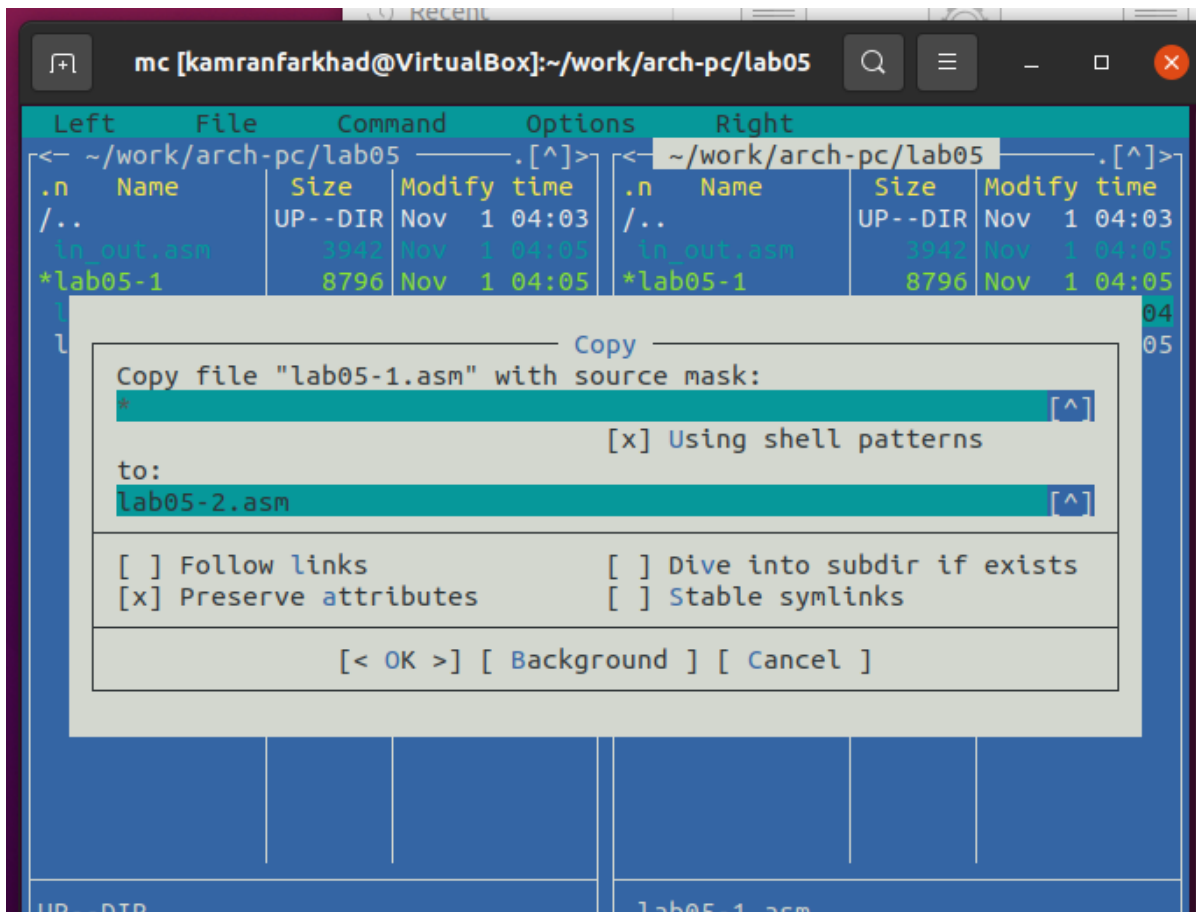 Recent
mc [kamranfarkhad@VirtualBox]:~/work/arch-pc/lab05
Left File Command Options Right
<─ ~/work/arch-pc/lab05 ─.[^]> <─ ~/work/arch-pc/lab05 ─.[^]>
.n Name Size Modify time .n Name Size Modify time
/.. UP--DIR Nov 1 04:03 /.. UP--DIR Nov 1 04:03
in_out.asm 3942 Nov 1 04:05 in_out.asm 3942 Nov 1 04:05
*lab05-1 8796 Nov 1 04:05 *lab05-1 8796 Nov 1 04:05
l 04
l 05
Copy
Copy file "lab05-1.asm" with source mask:
* [^]
[x] Using shell patterns
to:
lab05-2.asm [^]
[ ] Follow links [ ] Dive into subdir if exists
[x] Preserve attributes [ ] Stable symlinks
[< OK >] [ Background ] [ Cancel ]
UP--DIR lab05-1.asm